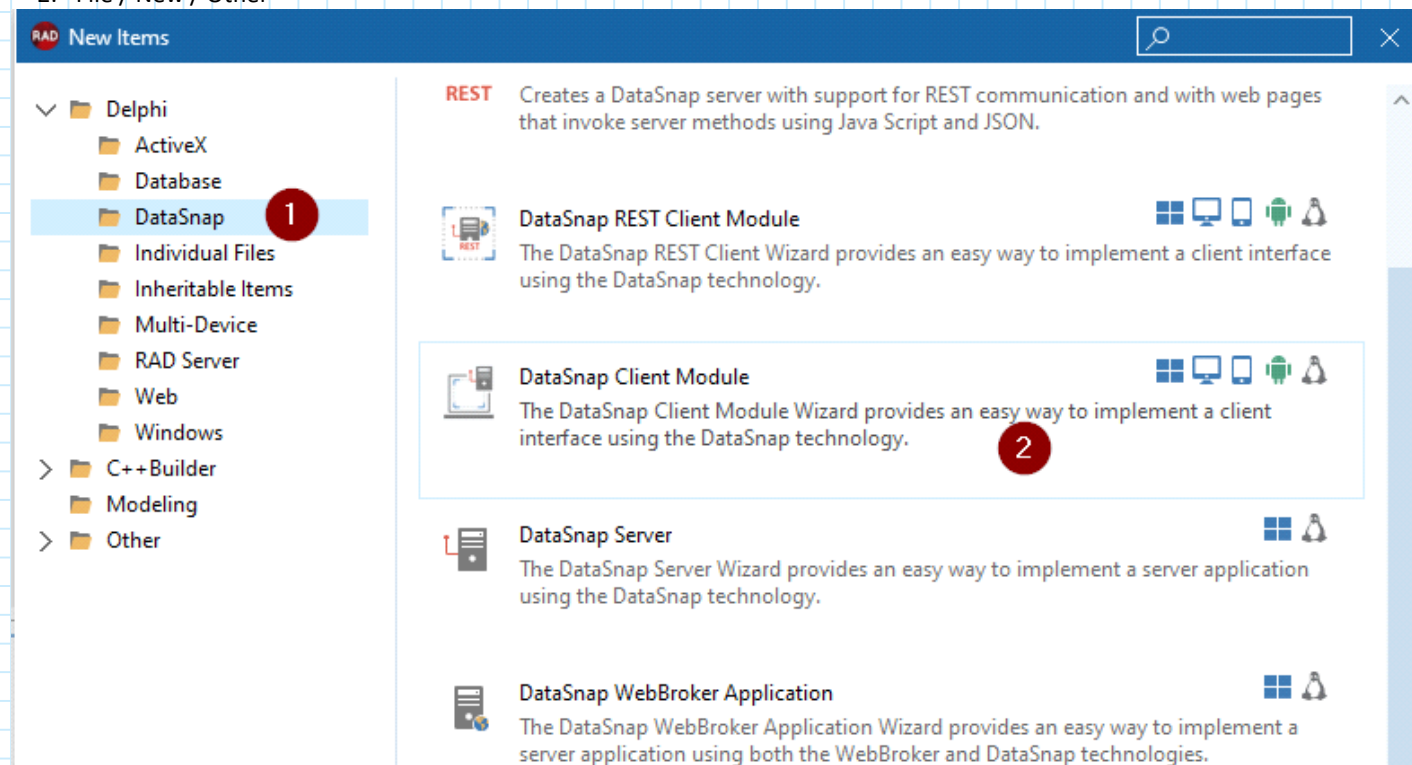 File / New / Other
RAD New Items
Delphi
ActiveX
Database
DataSnap 1
Individual Files
Inheritable Items
Multi-Device
RAD Server
Web
Windows
C++Builder
Modeling
Other
REST
Creates a DataSnap server with support for REST communication and with web pages
that invoke server methods using Java Script and JSON.
REST
DataSnap REST Client Module
The DataSnap REST Client Wizard provides an easy way to implement a client interface
using the DataSnap technology.
DataSnap Client Module
The DataSnap Client Module Wizard provides an easy way to implement a client
interface using the DataSnap technology.
2
DataSnap Server
The DataSnap Server Wizard provides an easy way to implement a server application
using the DataSnap technology.
DataSnap WebBroker Application
The DataSnap WebBroker Application Wizard provides an easy way to implement a
server application using both the WebBroker and DataSnap technologies.